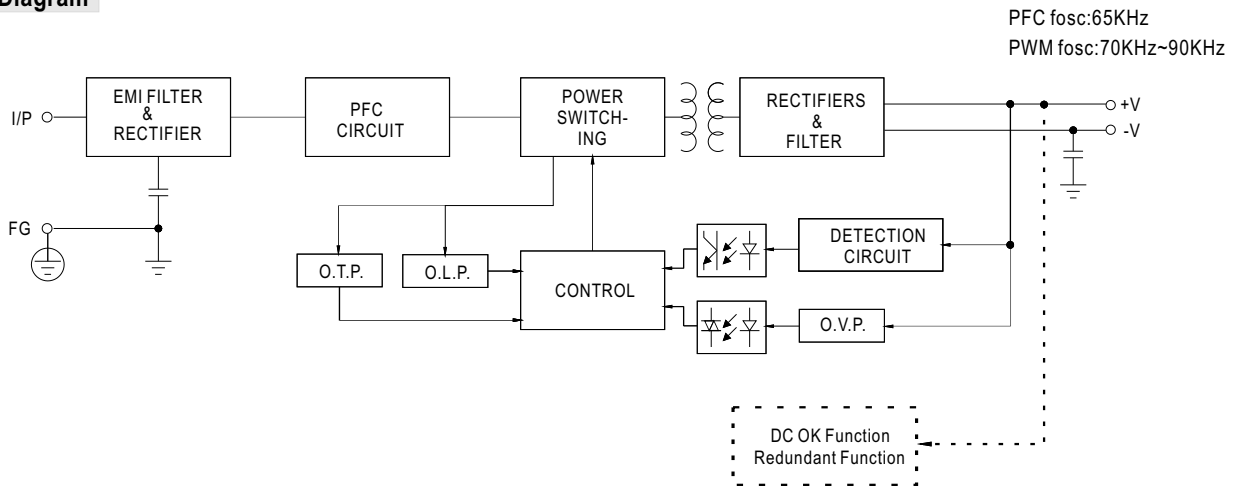 Diagram
PFC fosc:65KHz
PWM fosc:70KHz~90KHz
I/P
EMI FILTER
&
RECTIFIER
PFC
CIRCUIT
POWER
SWITCH-
ING
RECTIFIERS
&
FILTER
+V
-V
FG
O.T.P.
O.L.P.
CONTROL
DETECTION
CIRCUIT
O.V.P.
DC OK Function
Redundant Function